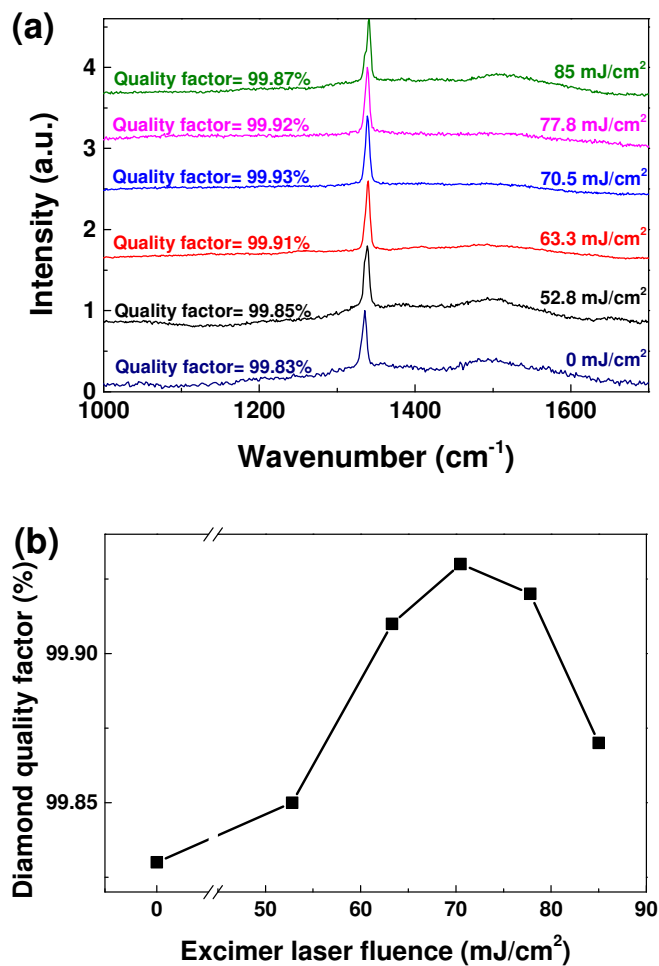 (a)
Intensity (a.u.)
4
3
2
1
0
Quality factor= 99.87% 85 mJ/cm²
Quality factor= 99.92% 77.8 mJ/cm²
Quality factor= 99.93% 70.5 mJ/cm²
Quality factor= 99.91% 63.3 mJ/cm²
Quality factor= 99.85% 52.8 mJ/cm²
Quality factor= 99.83% 0 mJ/cm²
1000 1200 1400 1600
Wavenumber (cm⁻¹)
(b)
Diamond quality factor (%)
99.90
99.85
0 50 60 70 80 90
Excimer laser fluence (mJ/cm²)